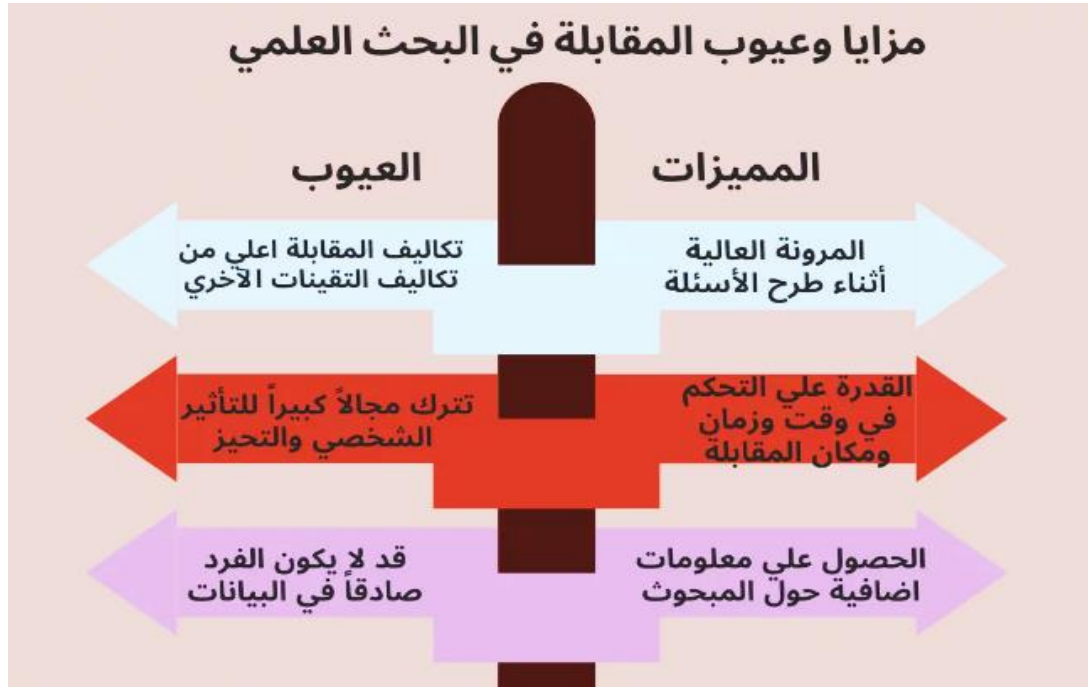 مزايا وعيوب المقابلة في البحث العلمي
المميزات
العيوب
المرونة العالية
أثناء طرح الأسئلة
تكاليف المقابلة اعلي من
تكاليف التقينات الآخري
القدرة علي التحكم
في وقت وزمان
ومكان المقابلة
تترك مجالاً كبيراً للتأثير
الشخصي والتحيز
الحصول علي معلومات
اضافية حول المبحوث
قد لا يكون الفرد
صادقاً في البيانات